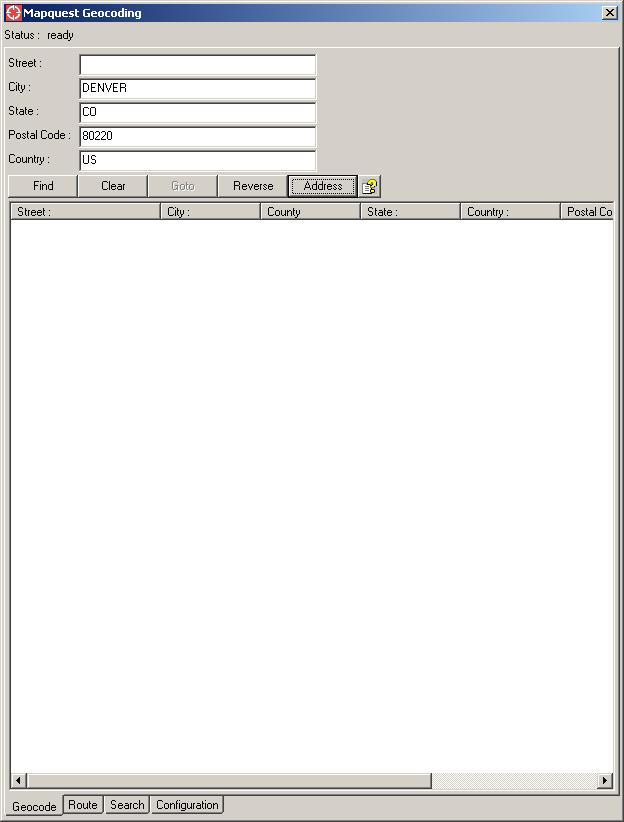 Mapquest Geocoding
Status : ready
Street :
City : DENVER
State : CO
Postal Code : 80220
Country : US
Find Clear Goto Reverse Address
Street : City : County State : Country : Postal Co
Geocode Route Search Configuration